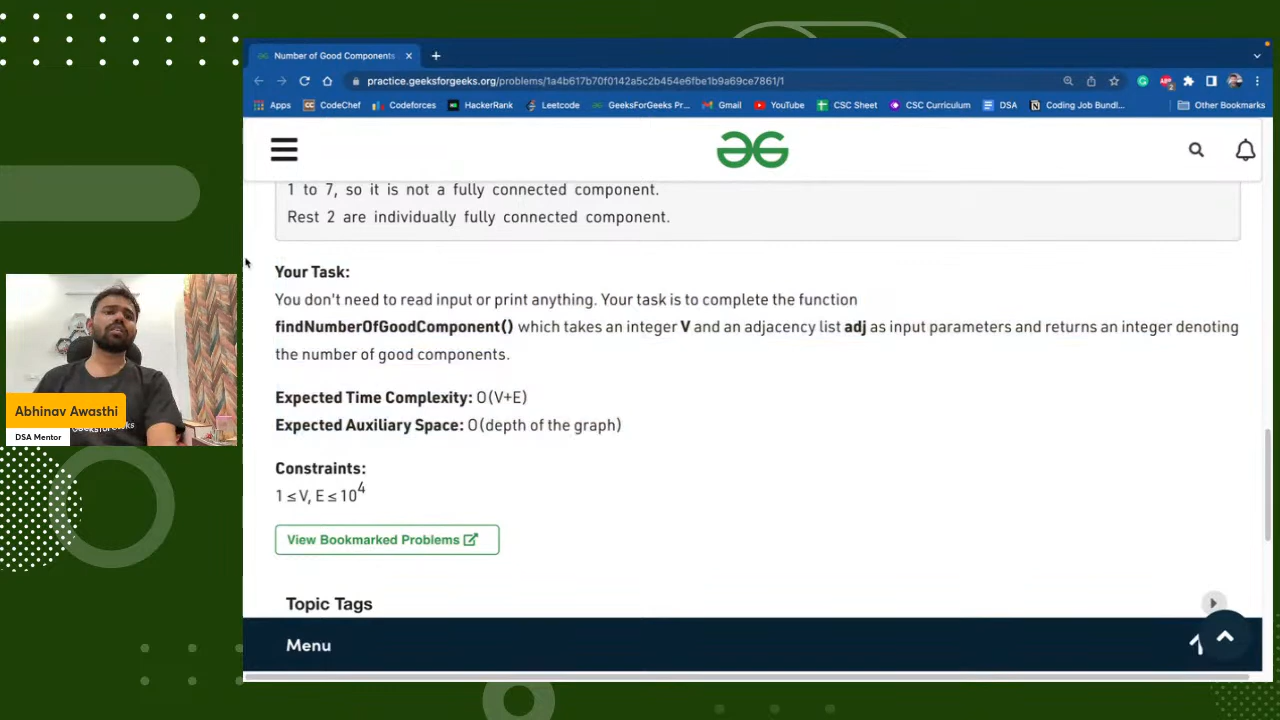 Number of Good Components
practice.geeksforgeeks.org/problems/1a4b617b70f0142a5c2b454e6fbe1b9a69ce7861/1
Apps CodeChef Codeforces HackerRank Leetcode GeeksForGeeks Pr... Gmail YouTube CSC Sheet CSC Curriculum DSA Coding Job Bundl... Other Bookmarks
1 to 7, so it is not a fully connected component.
Rest 2 are individually fully connected component.
Your Task:
You don't need to read input or print anything. Your task is to complete the function
findNumberOfGoodComponent() which takes an integer V and an adjacency list adj as input parameters and returns an integer denoting
the number of good components.
Expected Time Complexity: O(V+E)
Expected Auxiliary Space: O(depth of the graph)
Constraints:
1 ≤ V, E ≤ 10^4
View Bookmarked Problems
Topic Tags
Menu
Abhinav Awasthi
DSA Mentor
GeeksforGeeks